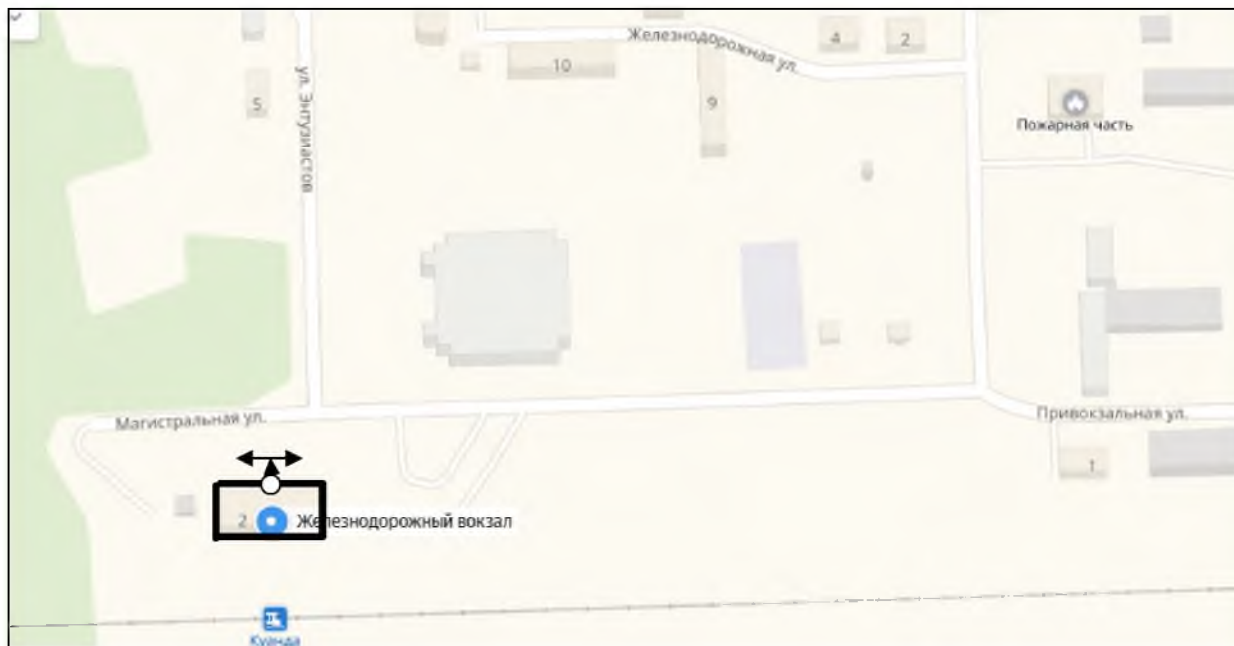 Железнодорожная ул.
4
2
10
5
9
ул. Энтузиастов
Пожарная часть
Магистральная ул.
Привокзальная ул.
1
2
Железнодорожный вокзал
Куанда